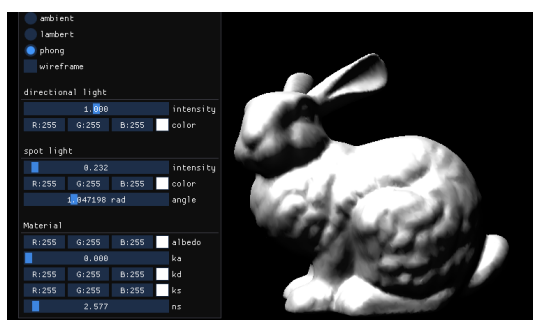 ambient
lambert
phong
wireframe
directional light
1.000 intensity
R:255 G:255 B:255 color
spot light
0.232 intensity
R:255 G:255 B:255 color
1.047198 rad angle
Material
R:255 G:255 B:255 albedo
0.000 ka
R:255 G:255 B:255 kd
R:255 G:255 B:255 ks
2.577 ns